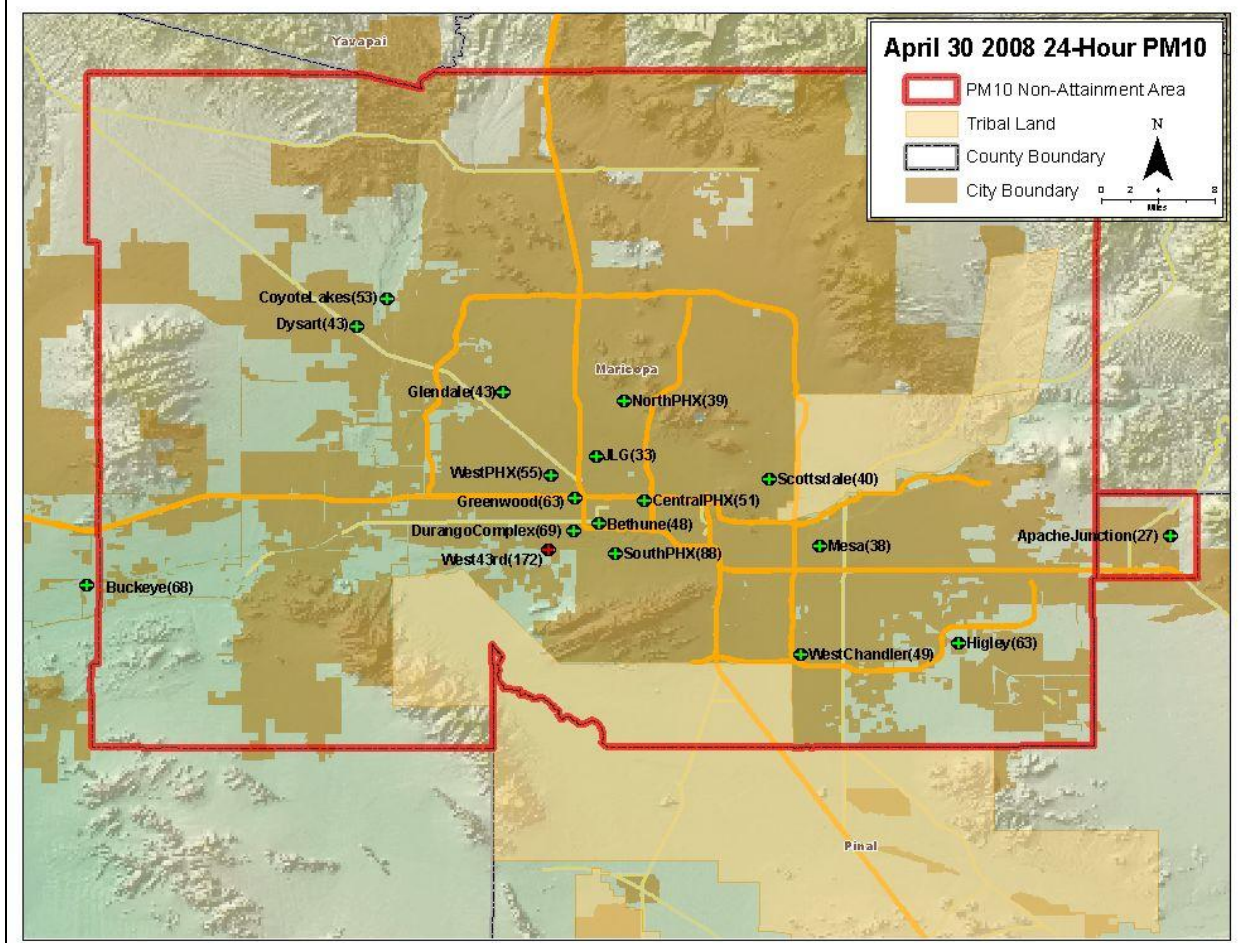 Yavapai
April 30 2008 24-Hour PM10
PM10 Non-Attainment Area
Tribal Land
N
County Boundary
0 2 4 8
Miles
City Boundary
CoyoteLakes(53)
Dysart(43)
Maricopa
Glendale(43)
NorthPHX(39)
JLG(33)
WestPHX(55)
Scottsdale(40)
Greenwood(63)
CentralPHX(51)
Bethune(48)
DurangoComplex(69)
ApacheJunction(27)
Mesa(38)
West43rd(172)
SouthPHX(88)
Buckeye(68)
Higley(63)
WestChandler(49)
Pinal